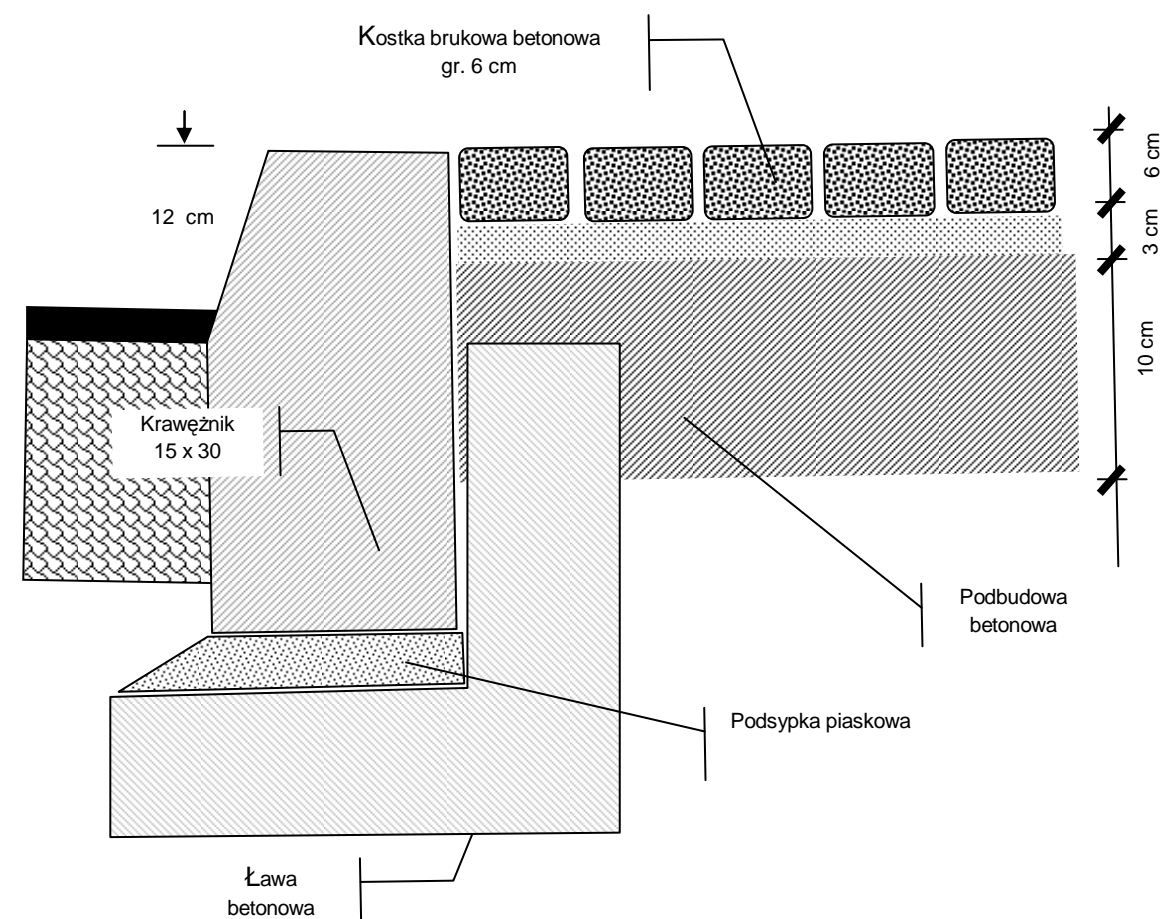 Kostka brukowa betonowa
gr. 6 cm
12 cm
6 cm
3 cm
10 cm
Krawężnik
15 x 30
Podbudowa
betonowa
Podsypka piaskowa
Ława
betonowa